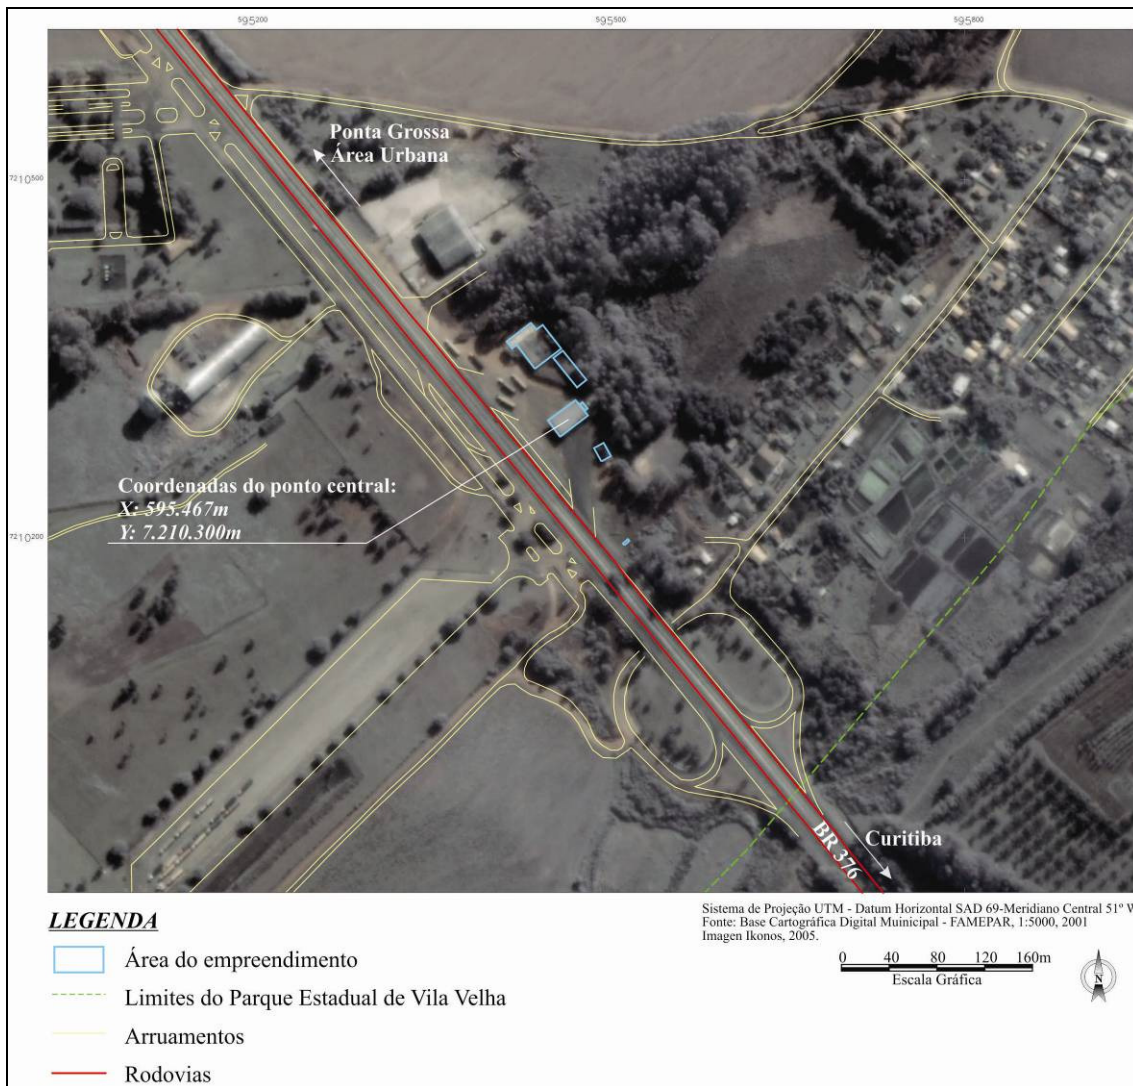 595200
595500
595800
Ponta Grossa
Área Urbana
7210500
Coordenadas do ponto central:
X: 595.467m
Y: 7.210.300m
7210200
Curitiba
BR 376
LEGENDA
Área do empreendimento
Limites do Parque Estadual de Vila Velha
Arruamentos
Rodovias
Sistema de Projeção UTM - Datum Horizontal SAD 69-Meridiano Central 51º W
Fonte: Base Cartográfica Digital Muinicipal - FAMEPAR, 1:5000, 2001
Imagen Ikonos, 2005.
0 40 80 120 160m
Escala Gráfica
N